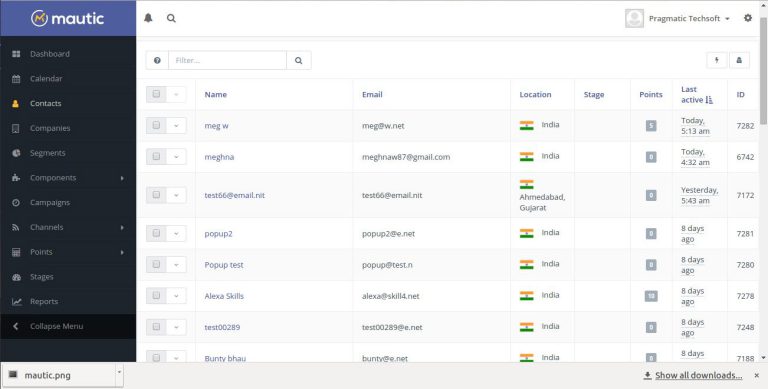 mautic
Pragmatic Techsoft
Dashboard
Calendar
Contacts
Companies
Segments
Components
Campaigns
Channels
Points
Stages
Reports
Collapse Menu
Filter...
Name Email Location Stage Points Last active ID
meg w meg@w.net India 5 Today, 5:13 am 7282
meghna meghnaw87@gmail.com India 0 Today, 4:32 am 6742
test66@email.nit test66@email.nit Ahmedabad, Gujarat 0 Yesterday, 5:43 am 7172
popup2 popup2@e.net India 0 8 days ago 7281
Popup test popup@test.n India 0 8 days ago 7280
Alexa Skills alexa@skill4.net India 10 8 days ago 7278
test00289 test00289@e.net India 0 8 days ago 7248
Bunty bhau bunty@e.net India 0 8 days 7188
mautic.png
Show all downloads...